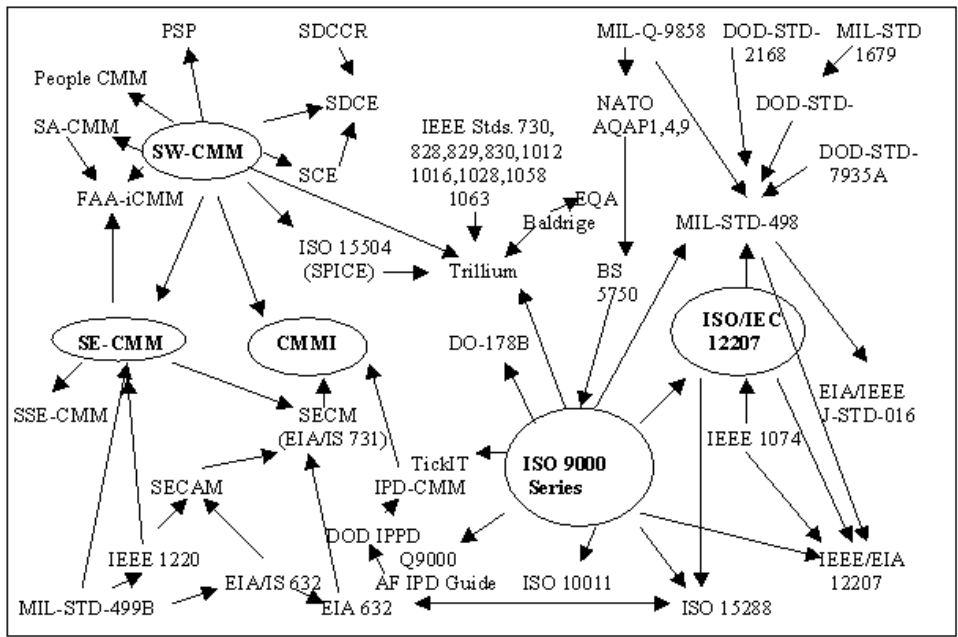 PSP
SDCCR
MIL-Q-9858
DOD-STD-
2168
MIL-STD
1679
People CMM
SDCE
NATO
AQAP1,4,9
DOD-STD-
SA-CMM
SW-CMM
IEEE Stds. 730,
828,829,830,1012
1016,1028,1058
1063
SCE
DOD-STD-
7935A
FAA-iCMM
EQA
Baldrige
MIL-STD-498
ISO 15504
(SPICE)
Trillium
BS
5750
SE-CMM
CMMI
DO-178B
ISO/IEC
12207
SSE-CMM
SECM
(EIA/IS 731)
EIA/IEEE
J-STD-016
IEEE 1074
TickIT
IPD-CMM
ISO 9000
Series
SECAM
DOD IPPD
Q9000
IEEE 1220
AF IPD Guide
ISO 10011
IEEE/EIA
12207
EIA/IS 632
MIL-STD-499B
EIA 632
ISO 15288